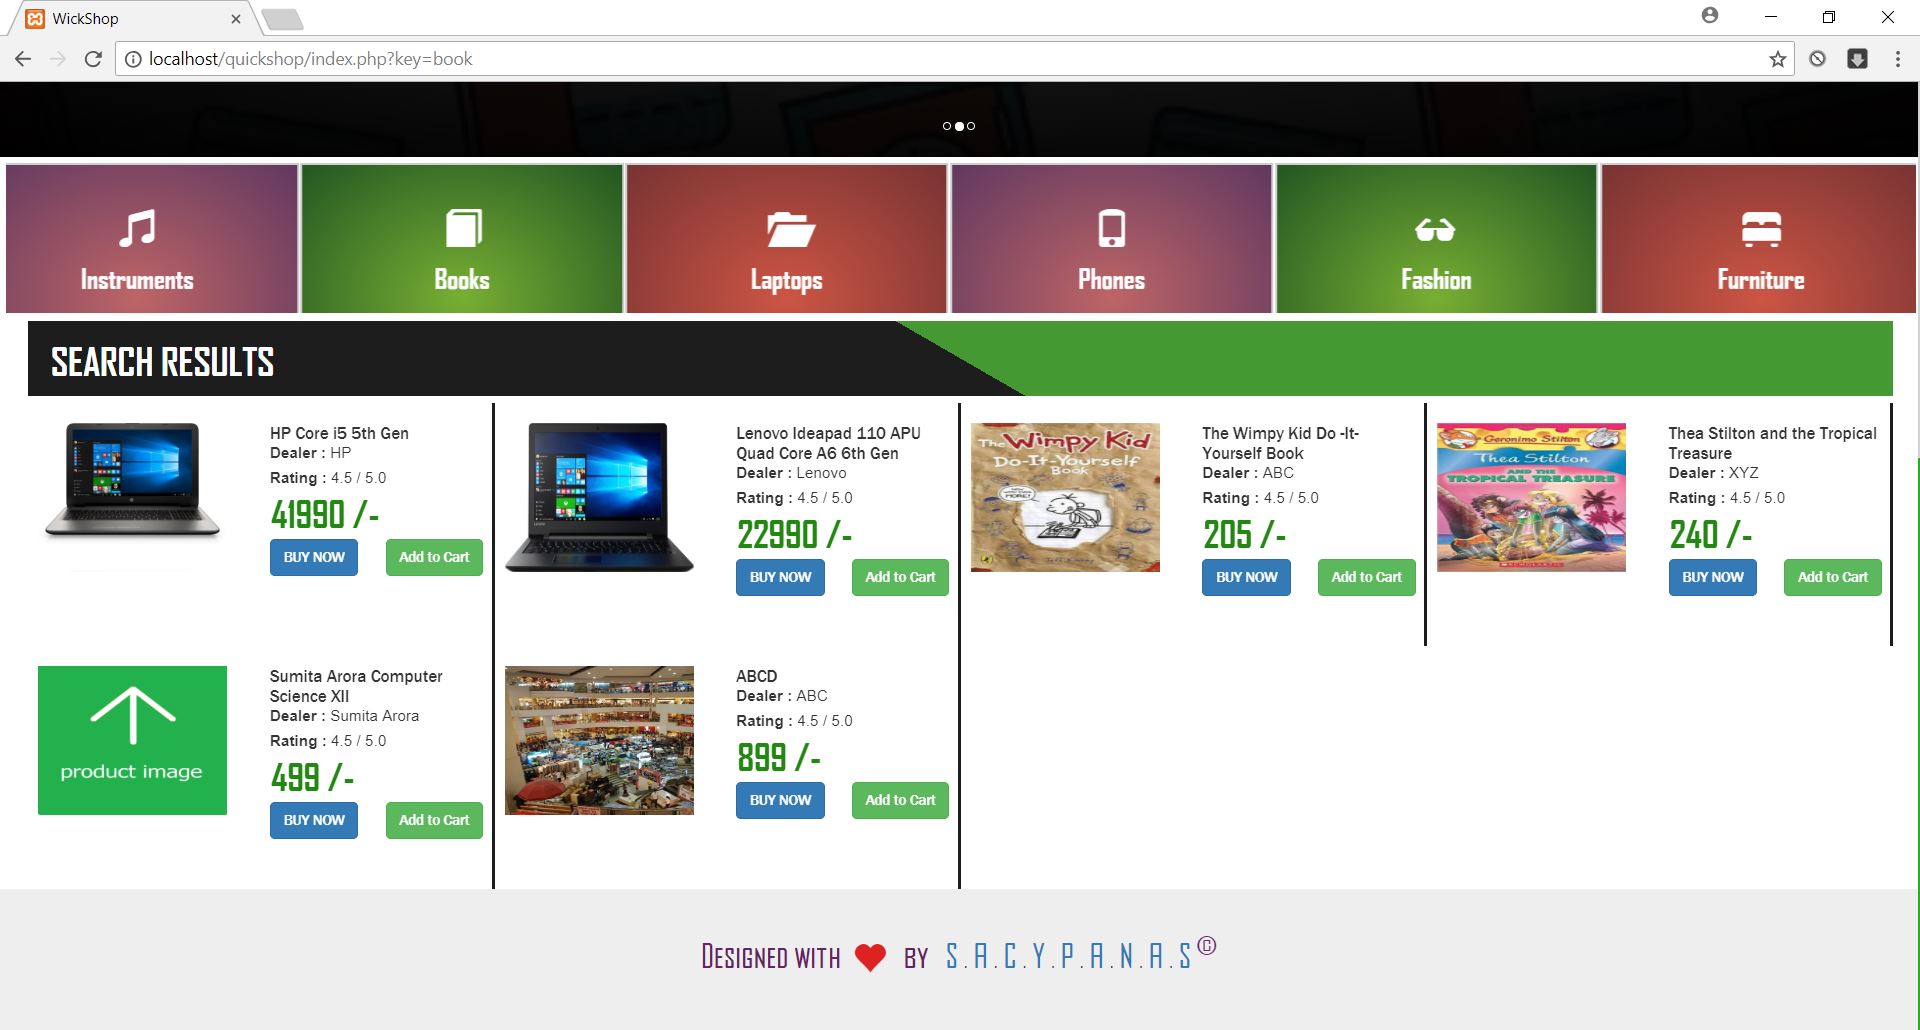 WickShop
localhost/quickshop/index.php?key=book
Instruments
Books
Laptops
Phones
Fashion
Furniture
SEARCH RESULTS
HP Core i5 5th Gen
Dealer : HP
Rating : 4.5 / 5.0
41990 /-
BUY NOW
Add to Cart
Lenovo Ideapad 110 APU
Quad Core A6 6th Gen
Dealer : Lenovo
Rating : 4.5 / 5.0
22990 /-
BUY NOW
Add to Cart
The Wimpy Kid
Do-It-Yourself
Book
The Wimpy Kid Do -It-
Yourself Book
Dealer : ABC
Rating : 4.5 / 5.0
205 /-
BUY NOW
Add to Cart
Geronimo Stilton
Thea Stilton
AND THE
TROPICAL TREASURE
SCHOLASTIC
Thea Stilton and the Tropical
Treasure
Dealer : XYZ
Rating : 4.5 / 5.0
240 /-
BUY NOW
Add to Cart
product image
Sumita Arora Computer
Science XII
Dealer : Sumita Arora
Rating : 4.5 / 5.0
499 /-
BUY NOW
Add to Cart
ABCD
Dealer : ABC
Rating : 4.5 / 5.0
899 /-
BUY NOW
Add to Cart
DESIGNED WITH ❤ BY S.A.C.Y.P.A.N.A.S©